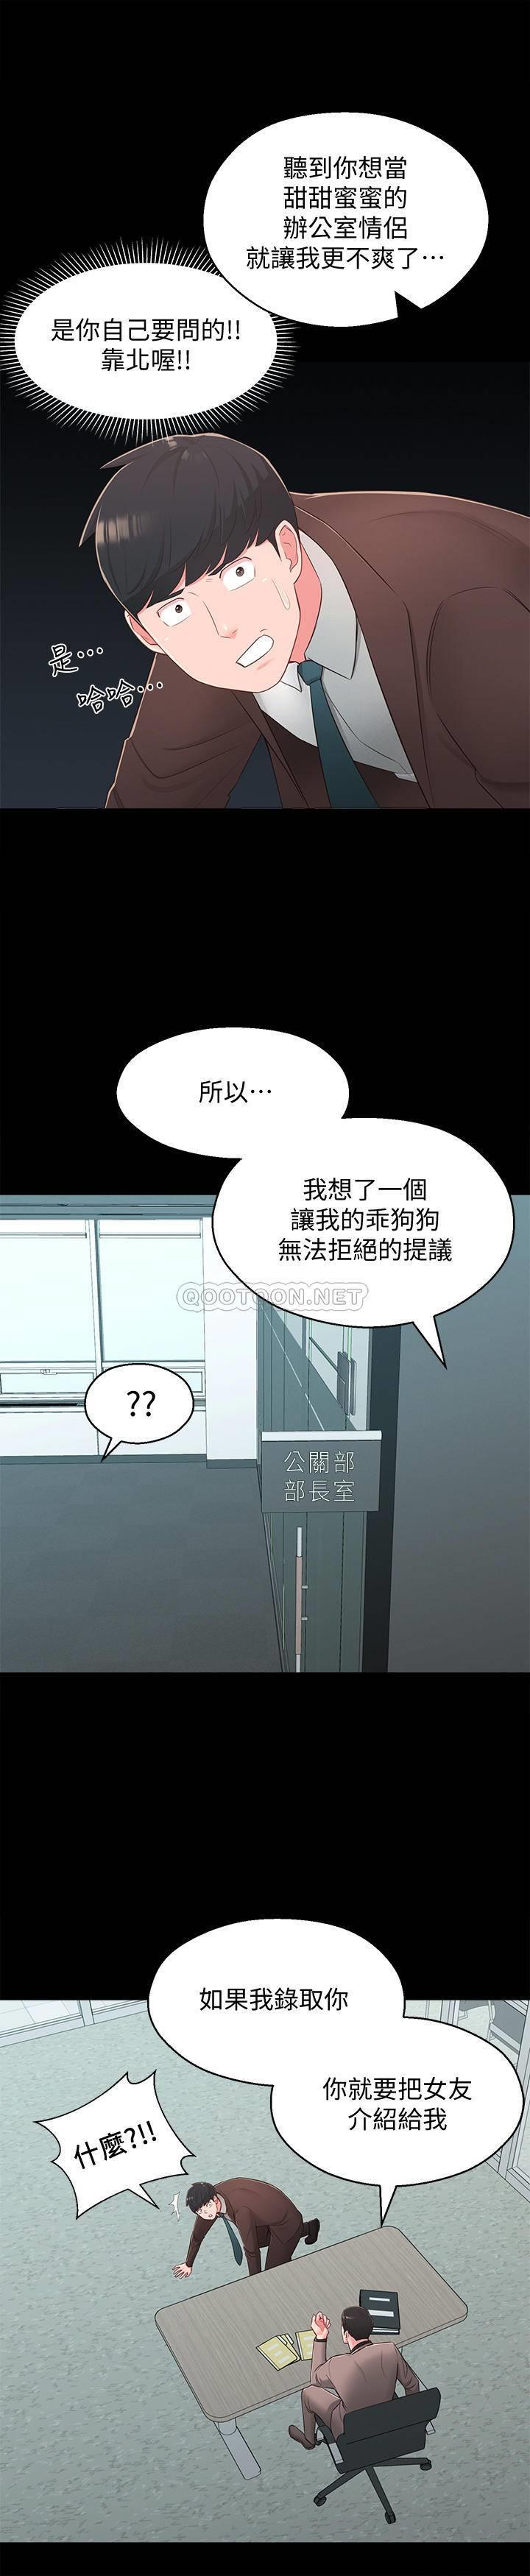 聽到你想當
甜甜蜜蜜的
辦公室情侶
就讓我更不爽了…
是你自己要問的!!
靠北喔!!
是…
哈哈…
所以…
我想了一個
讓我的乖狗狗
無法拒絕的提議
QOOTOON.NET
??
公關部
部長室
如果我錄取你
你就要把女友
介紹給我
什麼?!!